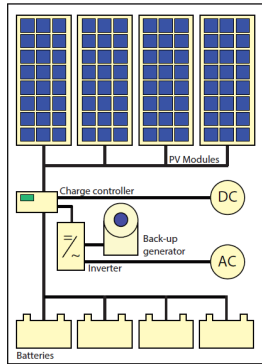 PV Modules
Charge controller
DC
=
~
Back-up
generator
AC
Inverter
Batteries